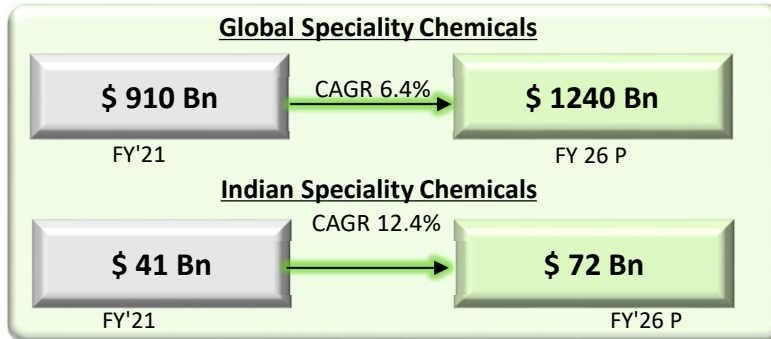 Global Speciality Chemicals
$ 910 Bn
CAGR 6.4%
$ 1240 Bn
FY'21
FY 26 P
Indian Speciality Chemicals
CAGR 12.4%
$ 41 Bn
$ 72 Bn
FY'21
FY'26 P